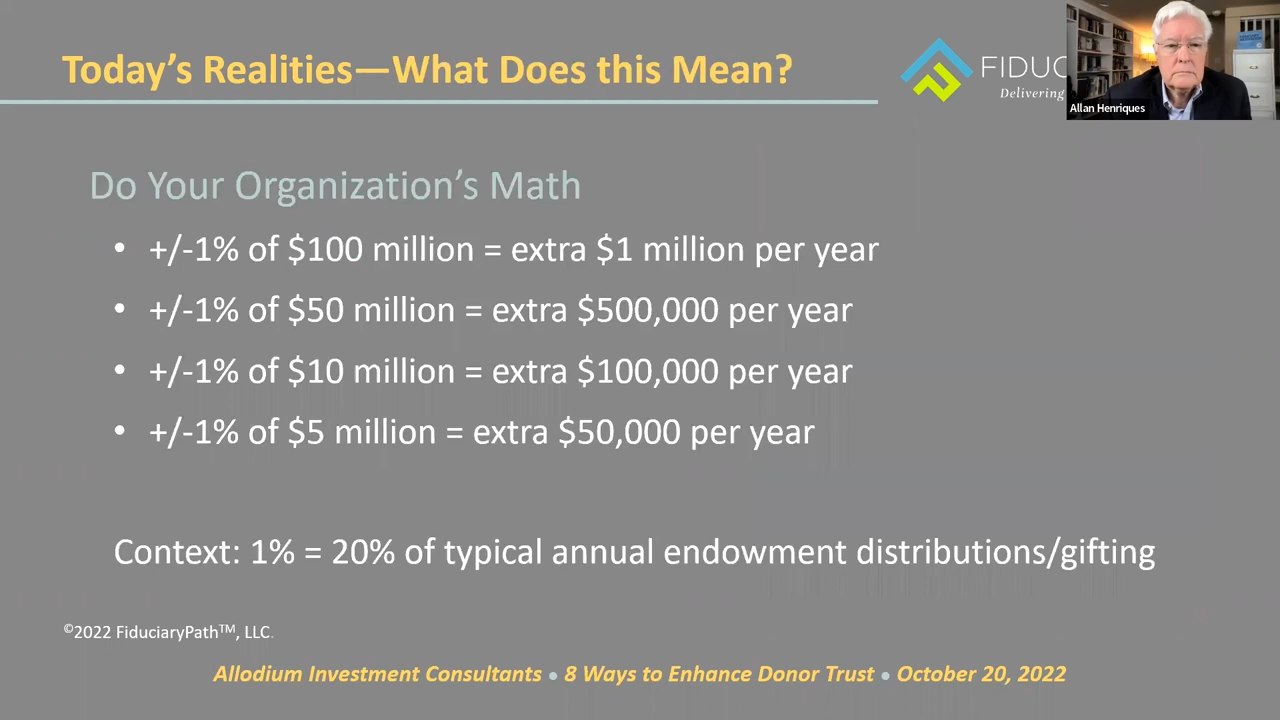 Today's Realities—What Does this Mean?
FIDUC
Delivering
Allan Henriques
Do Your Organization's Math
• +/-1% of $100 million = extra $1 million per year
• +/-1% of $50 million = extra $500,000 per year
• +/-1% of $10 million = extra $100,000 per year
• +/-1% of $5 million = extra $50,000 per year
Context: 1% = 20% of typical annual endowment distributions/gifting
©2022 FiduciaryPath™, LLC.
Allodium Investment Consultants • 8 Ways to Enhance Donor Trust • October 20, 2022